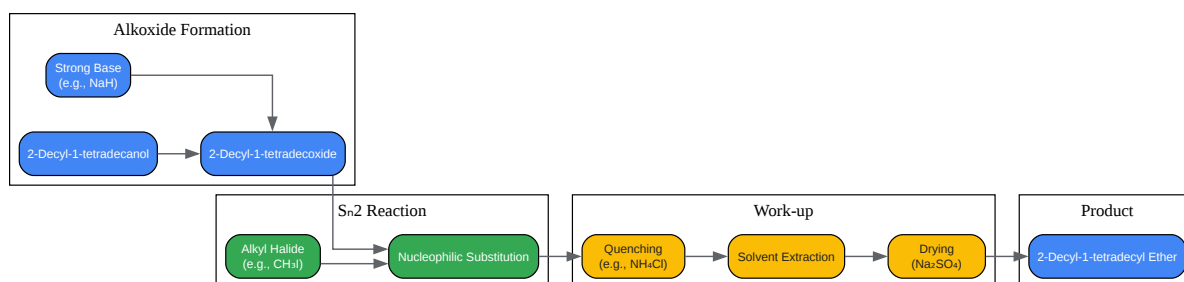 Alkoxide Formation
Strong Base
(e.g., NaH)
2-Decyl-1-tetradecanol
2-Decyl-1-tetradecoxide
Sₙ2 Reaction
Alkyl Halide
(e.g., CH₃I)
Nucleophilic Substitution
Work-up
Quenching
(e.g., NH₄Cl)
Solvent Extraction
Drying
(Na₂SO₄)
Product
2-Decyl-1-tetradecyl Ether